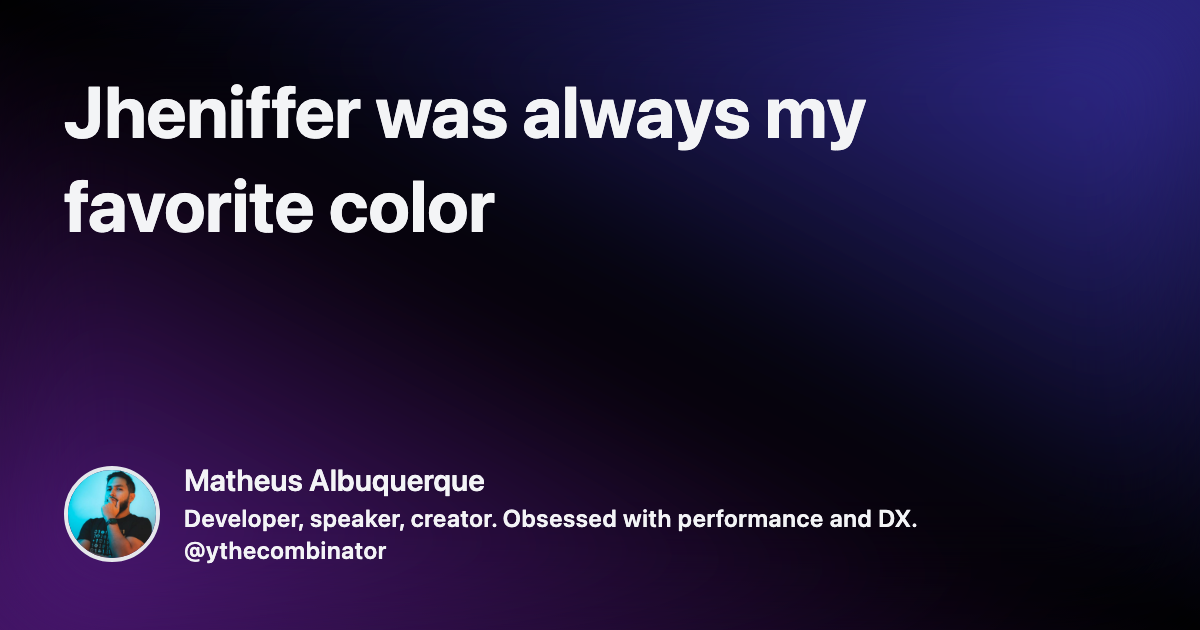 Jheniffer was always my
favorite color
Matheus Albuquerque
Developer, speaker, creator. Obsessed with performance and DX.
@ythecombinator